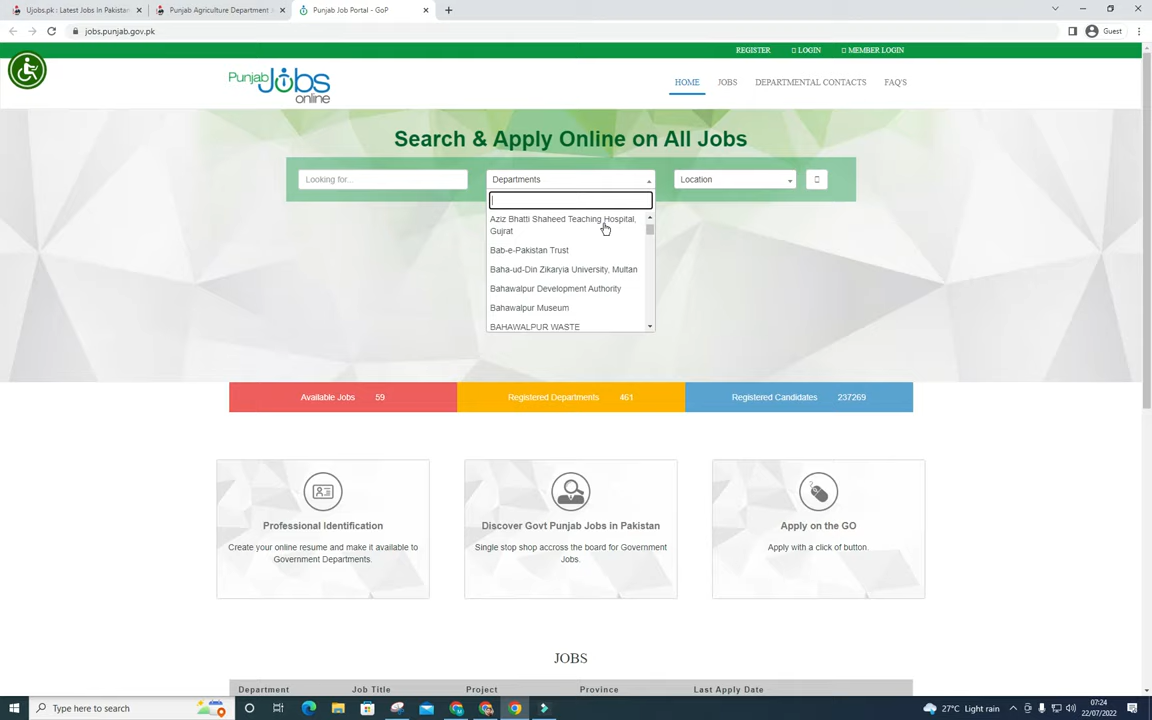 Ujobs.pk : Latest Jobs In Pakistan
Punjab Agriculture Department
Punjab Job Portal - GoP
jobs.punjab.gov.pk
Guest
REGISTER
LOGIN
MEMBER LOGIN
Punjab Jobs online
HOME
JOBS
DEPARTMENTAL CONTACTS
FAQ'S
Search & Apply Online on All Jobs
Looking for...
Departments
Location
Aziz Bhatti Shaheed Teaching Hospital,
Gujrat
Bab-e-Pakistan Trust
Baha-ud-Din Zikaryia University, Multan
Bahawalpur Development Authority
Bahawalpur Museum
BAHAWALPUR WASTE
Available Jobs 59
Registered Departments 461
Registered Candidates 237269
Professional Identification
Create your online resume and make it available to
Government Departments.
Discover Govt Punjab Jobs in Pakistan
Single stop shop accross the board for Government
Jobs.
Apply on the GO
Apply with a click of button.
JOBS
Department Job Title Project Province Last Apply Date
Type here to search
27°C Light rain
07:24
22/07/2022